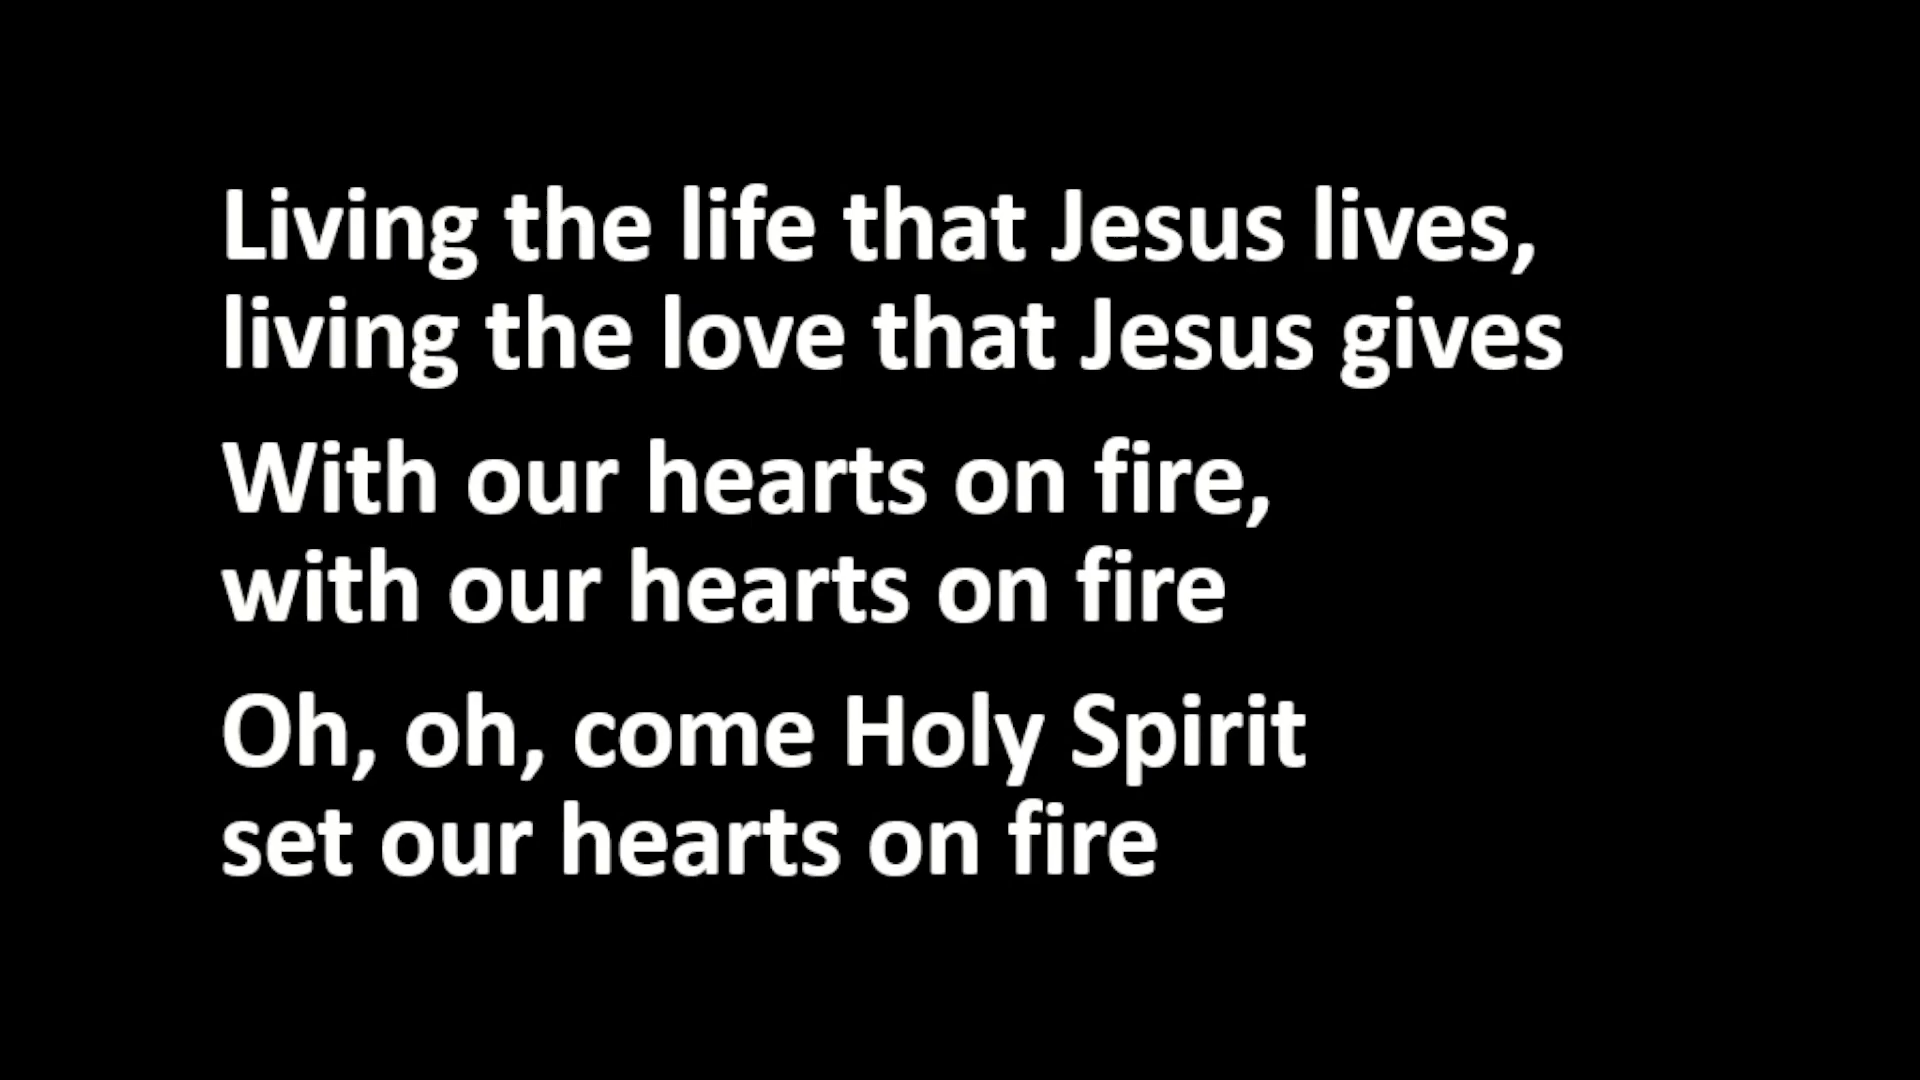 Living the life that Jesus lives,
living the love that Jesus gives
With our hearts on fire,
with our hearts on fire
Oh, oh, come Holy Spirit
set our hearts on fire